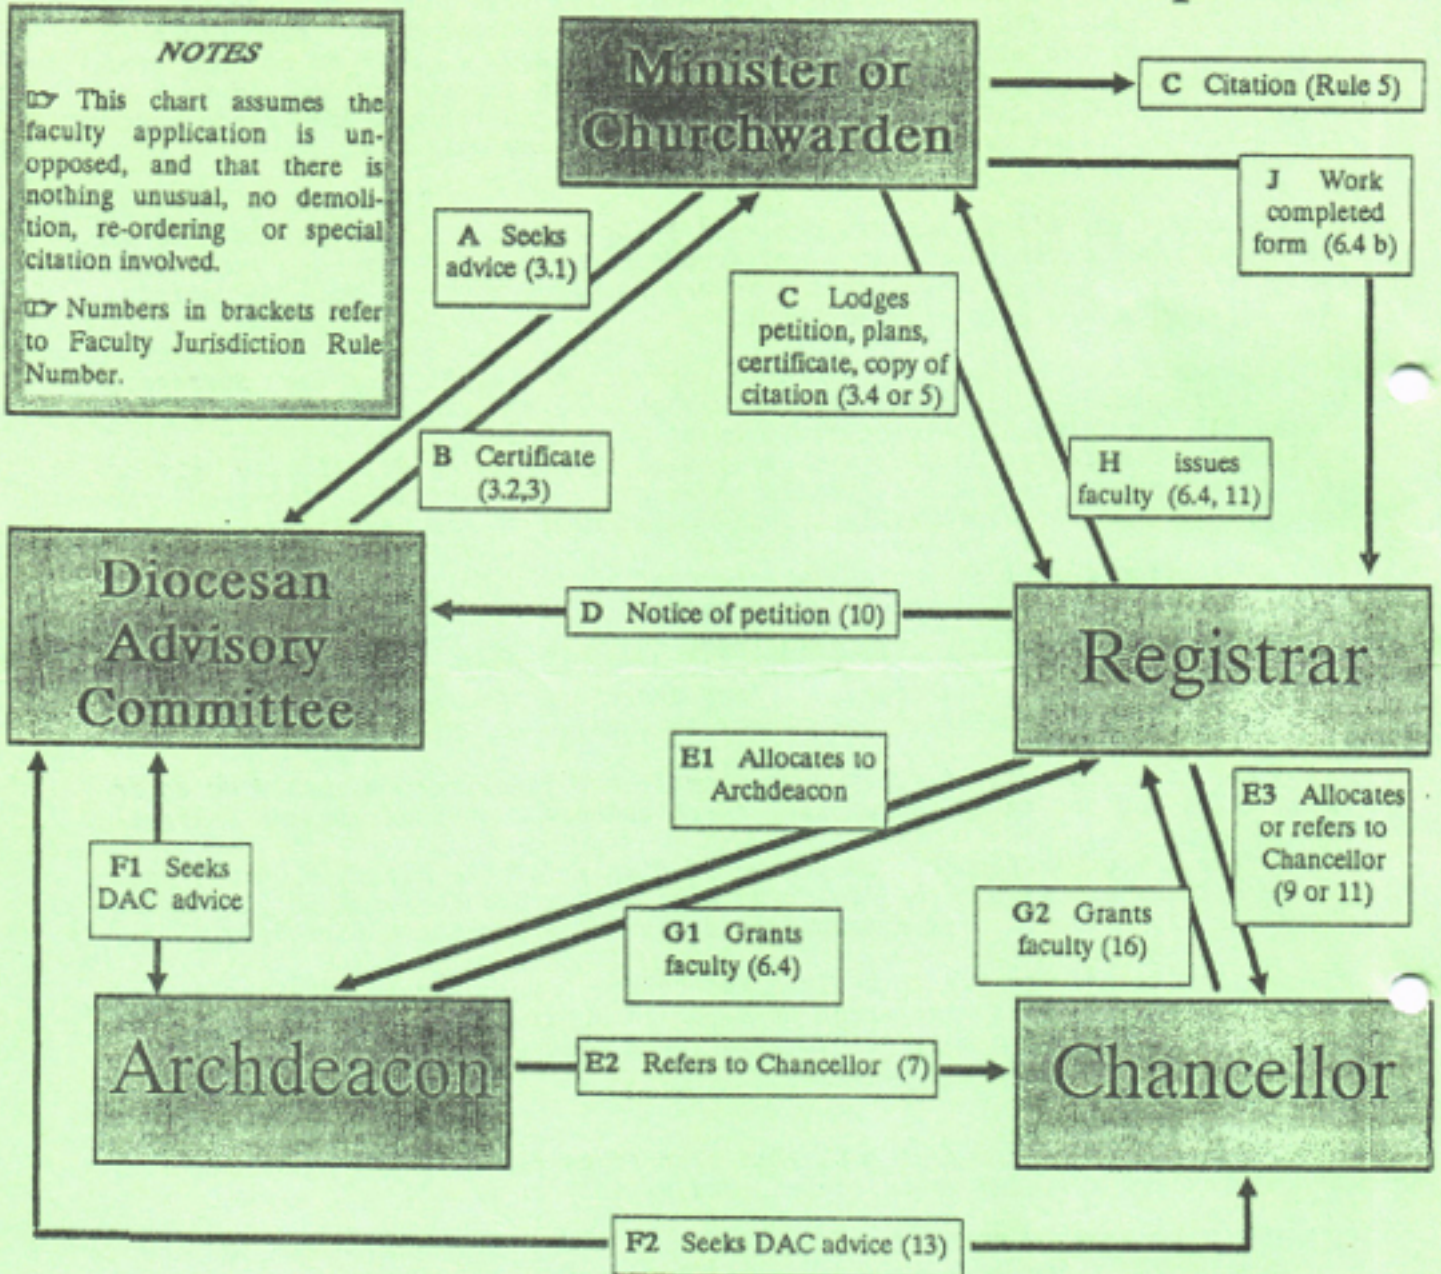 NOTES
☞ This chart assumes the
faculty application is un-
opposed, and that there is
nothing unusual, no demoli-
tion, re-ordering or special
citation involved.
☞ Numbers in brackets refer
to Faculty Jurisdiction Rule
Number.
Minister or
Churchwarden
C Citation (Rule 5)
J Work
completed
form (6.4 b)
A Seeks
advice (3.1)
C Lodges
petition, plans,
certificate, copy of
citation (3.4 or 5)
B Certificate
(3.2,3)
H issues
faculty (6.4, 11)
Diocesan
Advisory
Committee
D Notice of petition (10)
Registrar
E1 Allocates to
Archdeacon
E3 Allocates
or refers to
Chancellor
(9 or 11)
F1 Seeks
DAC advice
G1 Grants
faculty (6.4)
G2 Grants
faculty (16)
Archdeacon
E2 Refers to Chancellor (7)
Chancellor
F2 Seeks DAC advice (13)